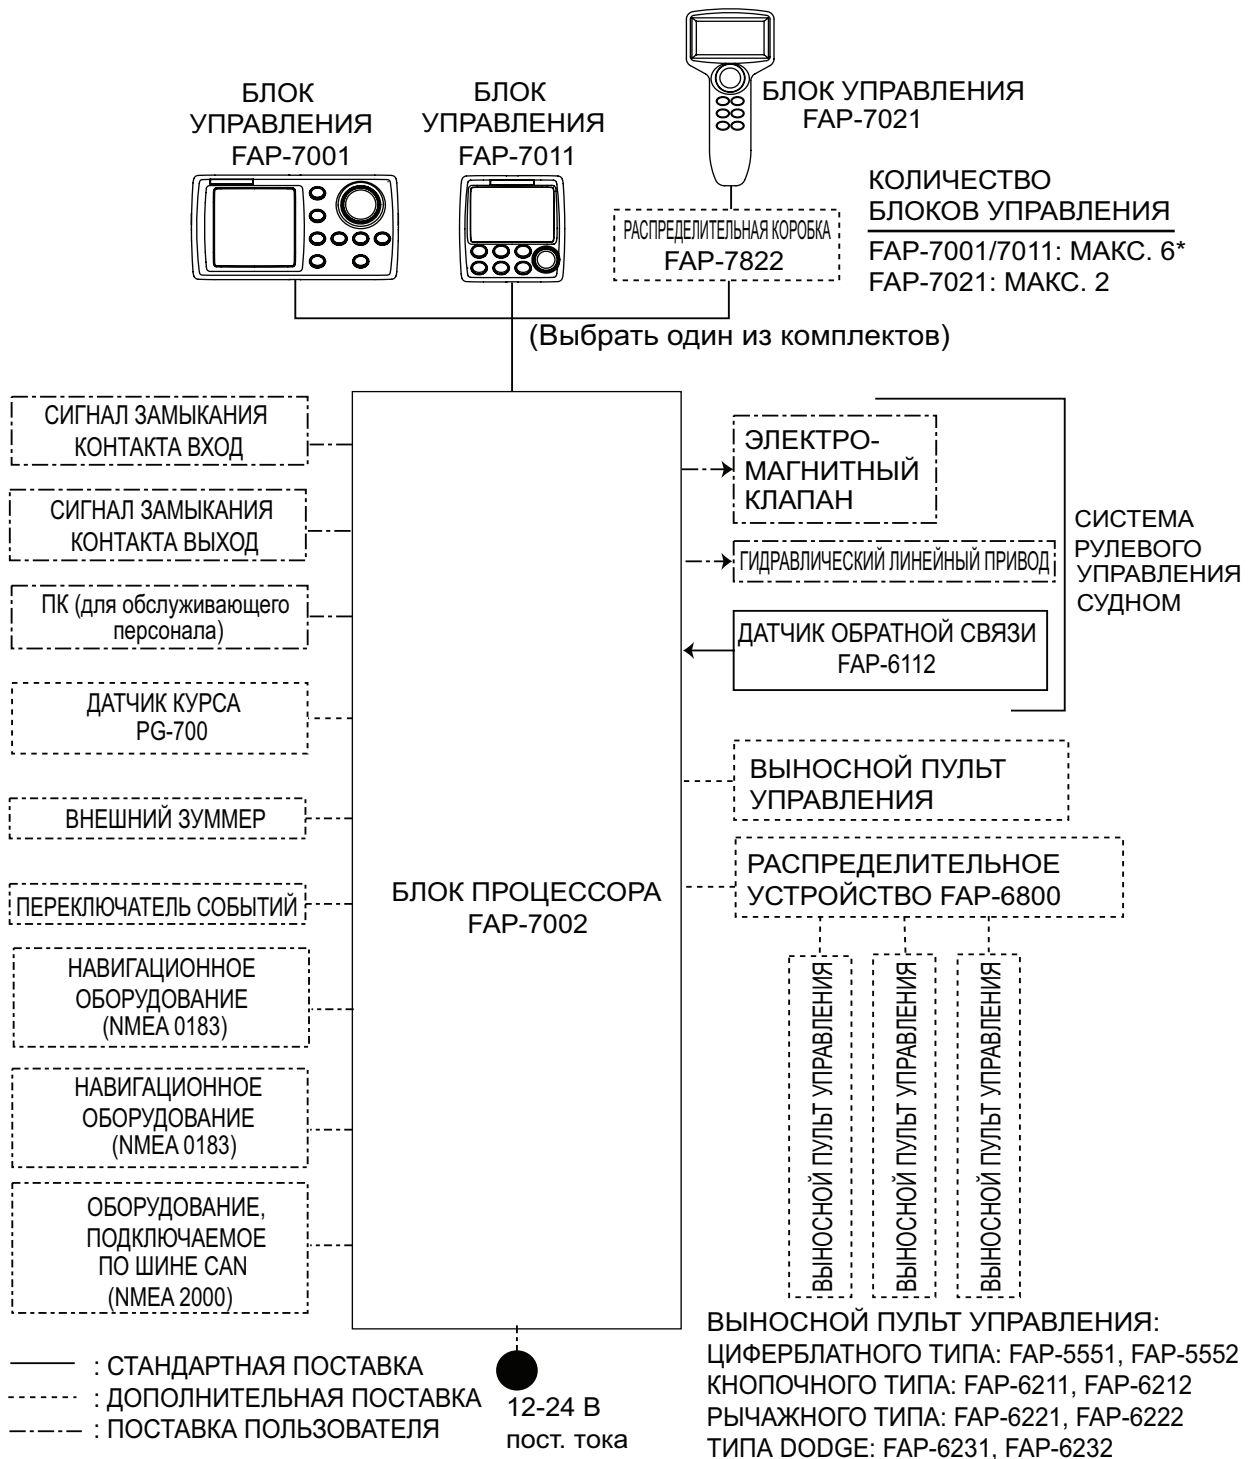 БЛОК
УПРАВЛЕНИЯ
FAP-7001
БЛОК
УПРАВЛЕНИЯ
FAP-7011
БЛОК УПРАВЛЕНИЯ
FAP-7021
РАСПРЕДЕЛИТЕЛЬНАЯ КОРОБКА
FAP-7822
КОЛИЧЕСТВО
БЛОКОВ УПРАВЛЕНИЯ
FAP-7001/7011: МАКС. 6*
FAP-7021: МАКС. 2
(Выбрать один из комплектов)
СИГНАЛ ЗАМЫКАНИЯ
КОНТАКТА ВХОД
СИГНАЛ ЗАМЫКАНИЯ
КОНТАКТА ВЫХОД
ПК (для обслуживающего
персонала)
ДАТЧИК КУРСА
PG-700
ВНЕШНИЙ ЗУММЕР
ПЕРЕКЛЮЧАТЕЛЬ СОБЫТИЙ
НАВИГАЦИОННОЕ
ОБОРУДОВАНИЕ
(NMEA 0183)
НАВИГАЦИОННОЕ
ОБОРУДОВАНИЕ
(NMEA 0183)
ОБОРУДОВАНИЕ,
ПОДКЛЮЧАЕМОЕ
ПО ШИНЕ CAN
(NMEA 2000)
БЛОК ПРОЦЕССОРА
FAP-7002
ЭЛЕКТРО-
МАГНИТНЫЙ
КЛАПАН
ГИДРАВЛИЧЕСКИЙ ЛИНЕЙНЫЙ ПРИВОД
ДАТЧИК ОБРАТНОЙ СВЯЗИ
FAP-6112
СИСТЕМА
РУЛЕВОГО
УПРАВЛЕНИЯ
СУДНОМ
ВЫНОСНОЙ ПУЛЬТ
УПРАВЛЕНИЯ
РАСПРЕДЕЛИТЕЛЬНОЕ
УСТРОЙСТВО FAP-6800
ВЫНОСНОЙ ПУЛЬТ УПРАВЛЕНИЯ
ВЫНОСНОЙ ПУЛЬТ УПРАВЛЕНИЯ
ВЫНОСНОЙ ПУЛЬТ УПРАВЛЕНИЯ
: СТАНДАРТНАЯ ПОСТАВКА
: ДОПОЛНИТЕЛЬНАЯ ПОСТАВКА
: ПОСТАВКА ПОЛЬЗОВАТЕЛЯ
12-24 В
пост. тока
ВЫНОСНОЙ ПУЛЬТ УПРАВЛЕНИЯ:
ЦИФЕРБЛАТНОГО ТИПА: FAP-5551, FAP-5552
КНОПОЧНОГО ТИПА: FAP-6211, FAP-6212
РЫЧАЖНОГО ТИПА: FAP-6221, FAP-6222
ТИПА DODGE: FAP-6231, FAP-6232